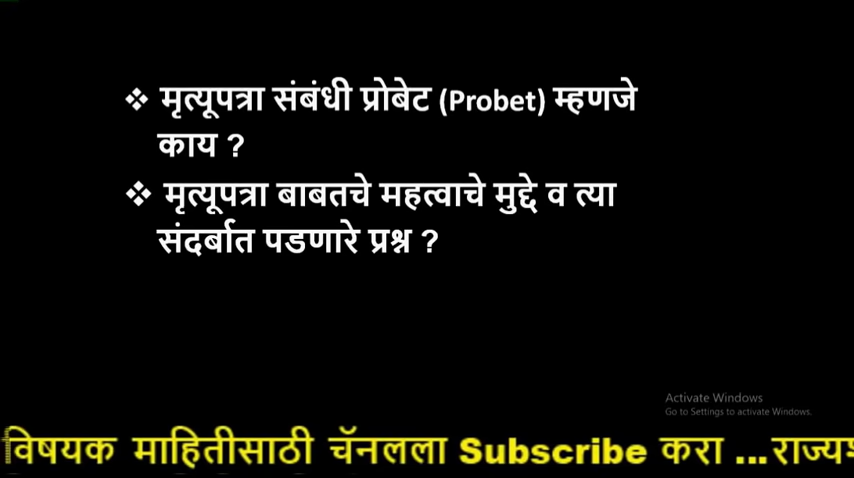 ❖ मृत्यूपत्रा संबंधी प्रोबेट (Probet) म्हणजे
काय ?
❖ मृत्यूपत्रा बाबतचे महत्वाचे मुद्दे व त्या
संदर्बात पडणारे प्रश्न ?
Activate Windows
Go to Settings to activate Windows.
विषयक माहितीसाठी चॅनलला Subscribe करा ...